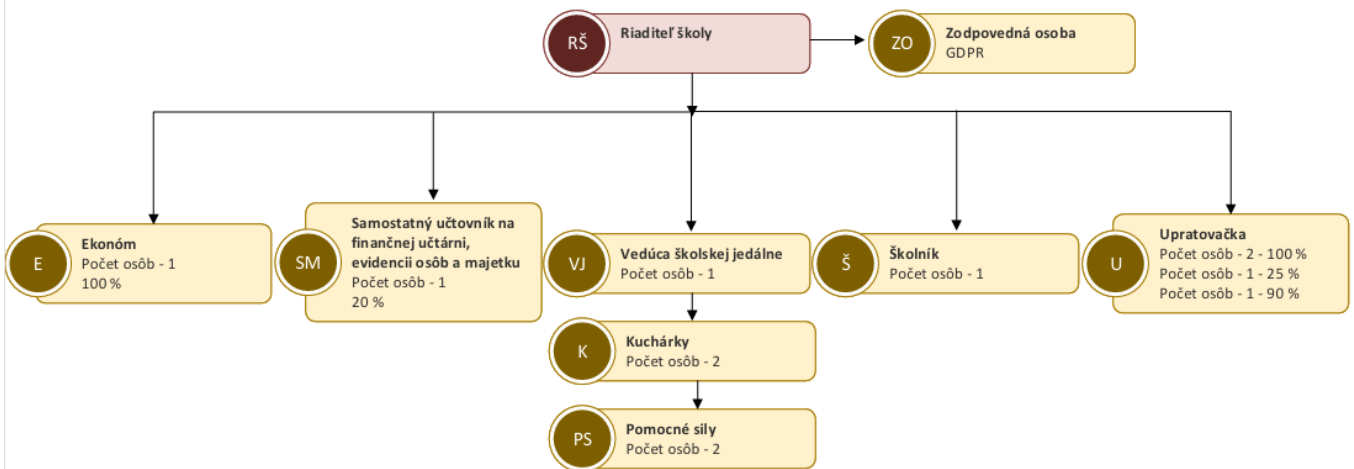 RŠ
Riaditeľ školy
ZO
Zodpovedná osoba
GDPR
E
Ekonóm
Počet osôb - 1
100 %
SM
Samostatný učtovník na
finančnej učtárni,
evidencii osôb a majetku
Počet osôb - 1
20 %
VJ
Vedúca školskej jedálne
Počet osôb - 1
Š
Školník
Počet osôb - 1
U
Upratovačka
Počet osôb - 2 - 100 %
Počet osôb - 1 - 25 %
Počet osôb - 1 - 90 %
K
Kuchárky
Počet osôb - 2
PS
Pomocné sily
Počet osôb - 2